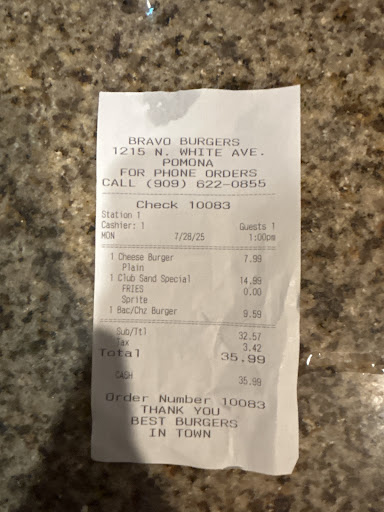 BRAVO BURGERS
1215 N. WHITE AVE.
POMONA
FOR PHONE ORDERS
CALL (909) 622-0855
Check 10083
Station 1
Cashier: 1 Guests 1
MON 7/28/25 1:00pm
1 Cheese Burger 7.99
Plain
1 Club Sand Special 14.99
FRIES 0.00
Sprite
1 Bac/Chz Burger 9.59
Sub/Ttl 32.57
Tax 3.42
Total 35.99
CASH 35.99
Order Number 10083
THANK YOU
BEST BURGERS
IN TOWN